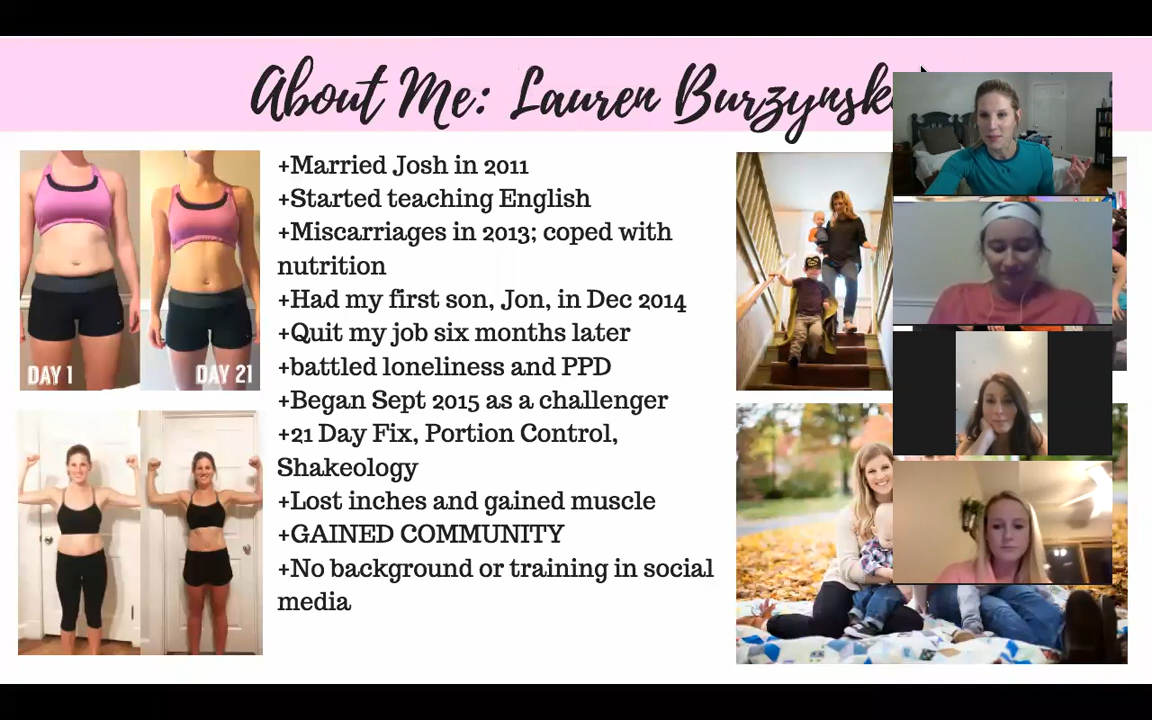 About Me: Lauren Burzynsk
+Married Josh in 2011
+Started teaching English
+Miscarriages in 2013; coped with
nutrition
+Had my first son, Jon, in Dec 2014
+Quit my job six months later
+battled loneliness and PPD
+Began Sept 2015 as a challenger
+21 Day Fix, Portion Control,
Shakeology
+Lost inches and gained muscle
+GAINED COMMUNITY
+No background or training in social
media
DAY 1
DAY 21